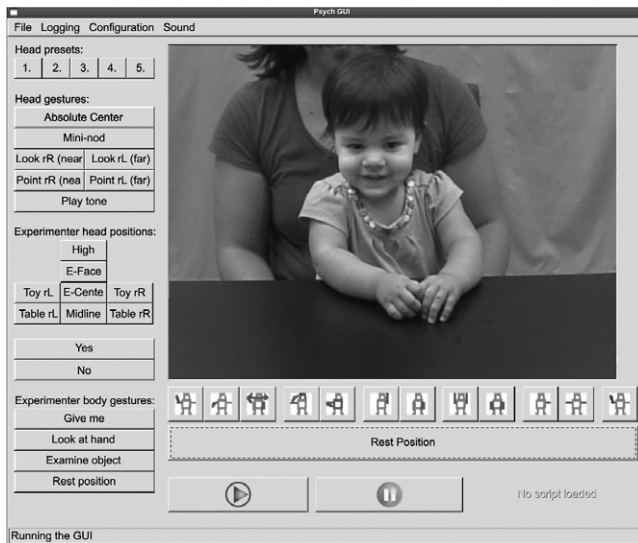 Psych GUI
File Logging Configuration Sound
Head presets:
1. 2. 3. 4. 5.
Head gestures:
Absolute Center
Mini-nod
Look rR (near Look rL (far)
Point rR (nea Point rL (far)
Play tone
Experimenter head positions:
High
E-Face
Toy rL E-Cente Toy rR
Table rL Midline Table rR
Yes
No
Experimenter body gestures:
Give me
Look at hand
Examine object
Rest position
Rest Position
No script loaded
Running the GUI